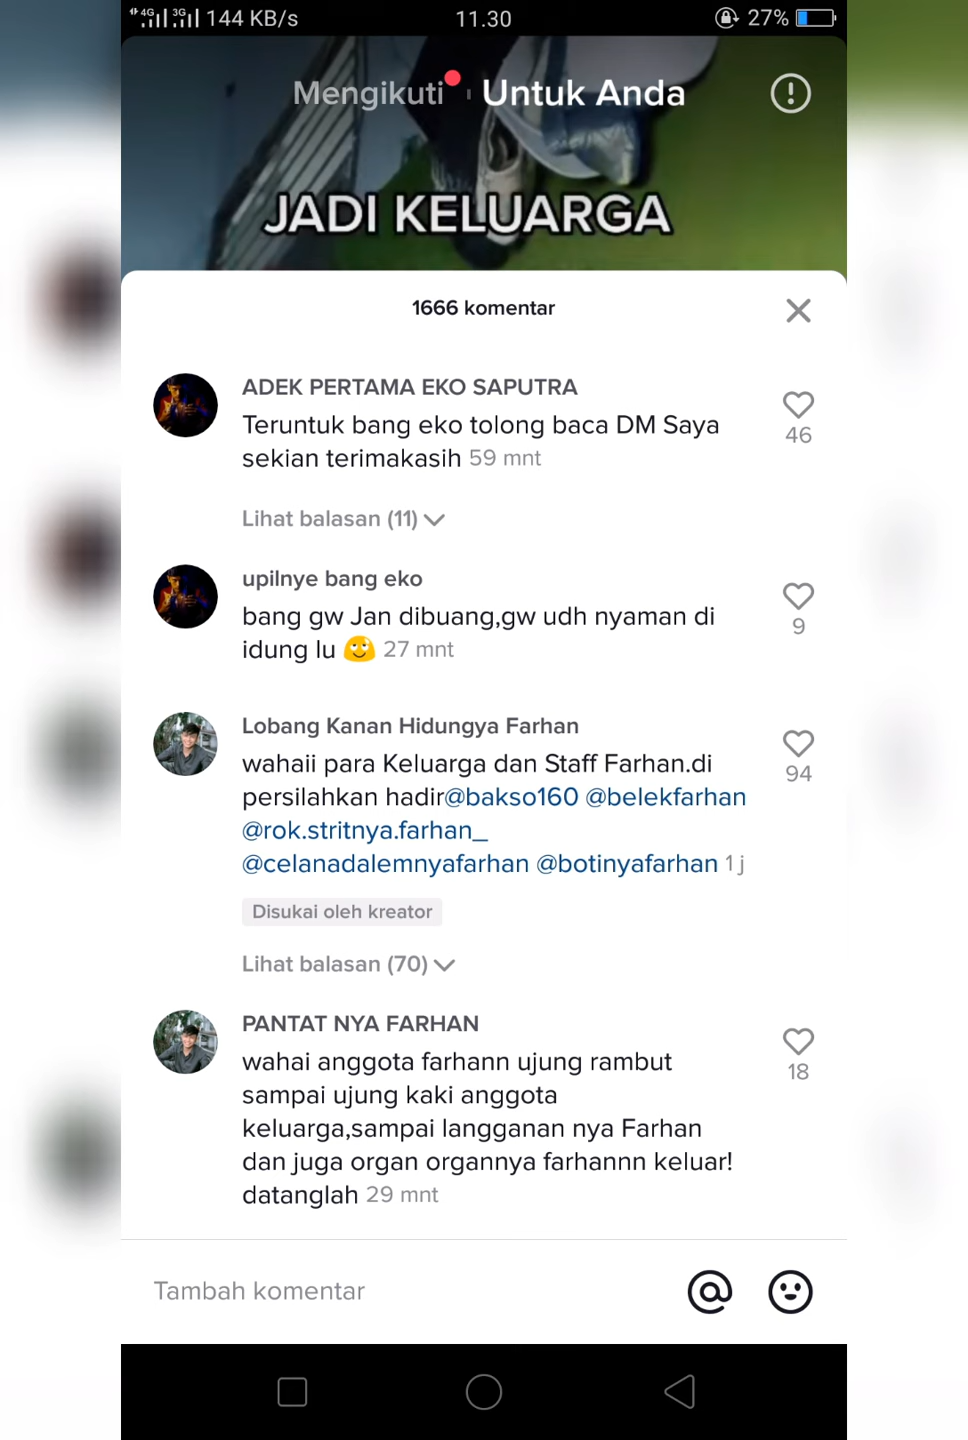 4G 3G 144 KB/s 11.30 27%
Mengikuti Untuk Anda
JADI KELUARGA
1666 komentar
ADEK PERTAMA EKO SAPUTRA
Teruntuk bang eko tolong baca DM Saya
sekian terimakasih 59 mnt
46
Lihat balasan (11)
upilnye bang eko
bang gw Jan dibuang,gw udh nyaman di
idung lu 27 mnt
9
Lobang Kanan Hidungya Farhan
wahaii para Keluarga dan Staff Farhan.di
persilahkan hadir@bakso160 @belekfarhan
@rok.stritnya.farhan_
@celanadalemnyafarhan @botinyafarhan 1 j
94
Disukai oleh kreator
Lihat balasan (70)
PANTAT NYA FARHAN
wahai anggota farhann ujung rambut
sampai ujung kaki anggota
keluarga,sampai langganan nya Farhan
dan juga organ organnya farhannn keluar!
datanglah 29 mnt
18
Tambah komentar